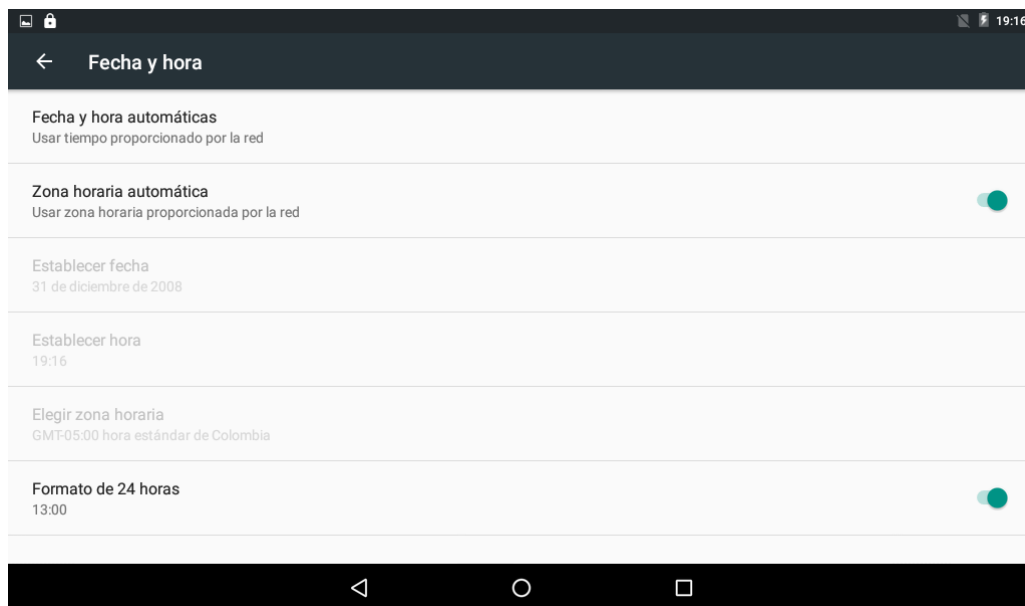 19:16
Fecha y hora
Fecha y hora automáticas
Usar tiempo proporcionado por la red
Zona horaria automática
Usar zona horaria proporcionada por la red
Establecer fecha
31 de diciembre de 2008
Establecer hora
19:16
Elegir zona horaria
GMT-05:00 hora estándar de Colombia
Formato de 24 horas
13:00